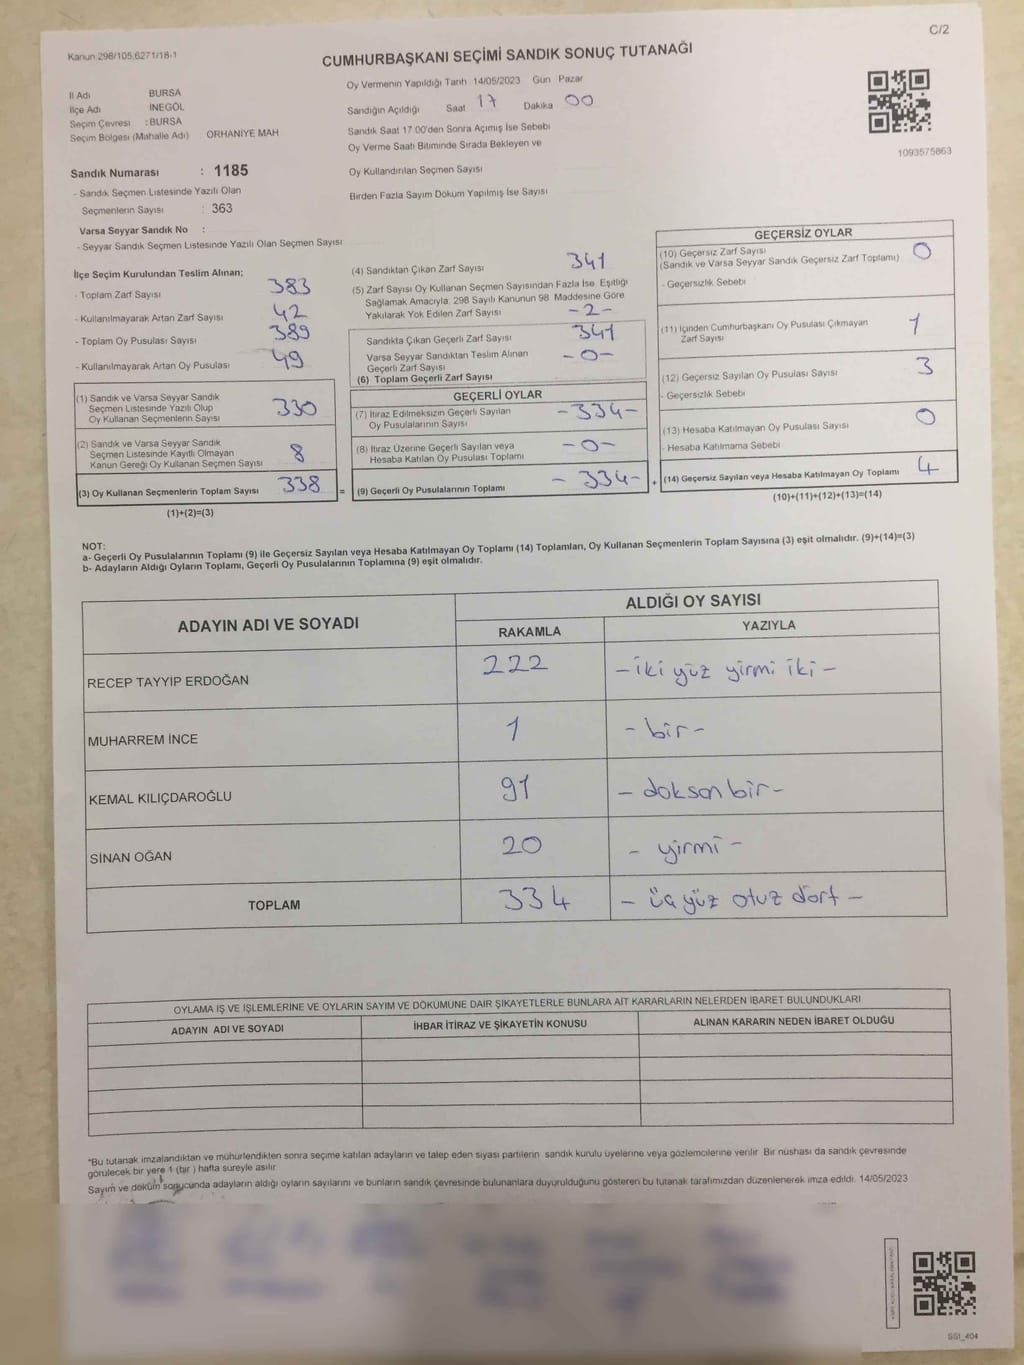 C/2
Kanun 298/105,6271/18-1
CUMHURBAŞKANI SEÇİMİ SANDIK SONUÇ TUTANAĞI
İl Adı BURSA
İlçe Adı INEGÖL
Seçim Çevresi : BURSA
Seçim Bölgesi (Mahalle Adı) ORHANİYE MAH
Sandık Numarası : 1185
- Sandık Seçmen Listesinde Yazılı Olan
Seçmenlerin Sayısı : 363
Varsa Seyyar Sandık No :
- Seyyar Sandık Seçmen Listesinde Yazılı Olan Seçmen Sayısı
Oy Vermenin Yapıldığı Tarih 14/05/2023 Gün Pazar
Sandığın Açıldığı Saat 17 Dakika 00
Sandık Saat 17 00'den Sonra Açımış İse Sebebi
Oy Verme Saati Bitiminde Sırada Bekleyen ve
Oy Kullandırılan Seçmen Sayısı
Birden Fazla Sayım Döküm Yapılmış İse Sayısı
1093575863
İlçe Seçim Kurulundan Teslim Alınan;
- Toplam Zarf Sayısı 383
- Kullanılmayarak Artan Zarf Sayısı 42
- Toplam Oy Pusulası Sayısı 389
- Kullanılmayarak Artan Oy Pusulası 49
(1) Sandık ve Varsa Seyyar Sandık
Seçmen Listesinde Yazılı Olup
Oy Kullanan Seçmenlerin Sayısı 330
(2) Sandık ve Varsa Seyyar Sandık
Seçmen Listesinde Kayıtlı Olmayan
Kanun Gereği Oy Kullanan Seçmen Sayısı 8
(3) Oy Kullanan Seçmenlerin Toplam Sayısı 338 =
(1)+(2)=(3)
(4) Sandıktan Çıkan Zarf Sayısı 341
(5) Zarf Sayısı Oy Kullanan Seçmen Sayısından Fazla İse Eşitliği
Sağlamak Amacıyla 298 Sayılı Kanunun 98 Maddesine Göre
Yakılarak Yok Edilen Zarf Sayısı -2-
Sandıkta Çıkan Geçerli Zarf Sayısı 341
Varsa Seyyar Sandıktan Teslim Alınan
Geçerli Zarf Sayısı -0-
(6) Toplam Geçerli Zarf Sayısı
GEÇERLİ OYLAR
(7) İtiraz Edilmeksizin Geçerli Sayılan
Oy Pusulalarının Sayısı -334-
(8) İtiraz Üzerine Geçerli Sayılan veya
Hesaba Katılan Oy Pusulası Toplamı -0-
(9) Geçerli Oy Pusulalarının Toplamı -334- +
GEÇERSİZ OYLAR
(10) Geçersiz Zarf Sayısı 0
(Sandık ve Varsa Seyyar Sandık Geçersiz Zarf Toplamı)
- Geçersizlik Sebebi
(11) İçinden Cumhurbaşkanı Oy Pusulası Çıkmayan
Zarf Sayısı 1
(12) Geçersiz Sayılan Oy Pusulası Sayısı 3
- Geçersizlik Sebebi
(13) Hesaba Katılmayan Oy Pusulası Sayısı 0
- Hesaba Katılmama Sebebi
(14) Geçersiz Sayılan veya Hesaba Katılmayan Oy Toplamı 4
(10)+(11)+(12)+(13)=(14)
NOT:
a- Geçerli Oy Pusulalarının Toplamı (9) ile Geçersiz Sayılan veya Hesaba Katılmayan Oy Toplamı (14) Toplamları, Oy Kullanan Seçmenlerin Toplam Sayısına (3) eşit olmalıdır. (9)+(14)=(3)
b- Adayların Aldığı Oyların Toplamı, Geçerli Oy Pusulalarının Toplamına (9) eşit olmalıdır.
ADAYIN ADI VE SOYADI ALDIĞI OY SAYISI
RAKAMLA YAZIYLA
RECEP TAYYİP ERDOĞAN 222 -iki yüz yirmi iki-
MUHARREM İNCE 1 -bir-
KEMAL KILIÇDAROĞLU 91 -doksan bir-
SİNAN OĞAN 20 -yirmi-
TOPLAM 334 -üç yüz otuz dört-
OYLAMA İŞ VE İŞLEMLERİNE VE OYLARIN SAYIM VE DÖKÜMÜNE DAİR ŞİKAYETLERLE BUNLARA AİT KARARLARIN NELERDEN İBARET BULUNDUKLARI
ADAYIN ADI VE SOYADI İHBAR İTİRAZ VE ŞİKAYETİN KONUSU ALINAN KARARIN NEDEN İBARET OLDUĞU
*Bu tutanak imzalandıktan ve mühürlendikten sonra seçime katılan adayların ve talep eden siyasi partilerin sandık kurulu üyelerine veya gözlemcilerine verilir Bir nüshası da sandık çevresinde
görülecek bir yere 1 (bir ) hafta süreyle asılır
Sayım ve döküm sonucunda adayların aldığı oyların sayılarını ve bunların sandık çevresinde bulunanlara duyurulduğunu gösteren bu tutanak tarafımızdan düzenlenerek imza edildi. 14/05/2023
SSI_404